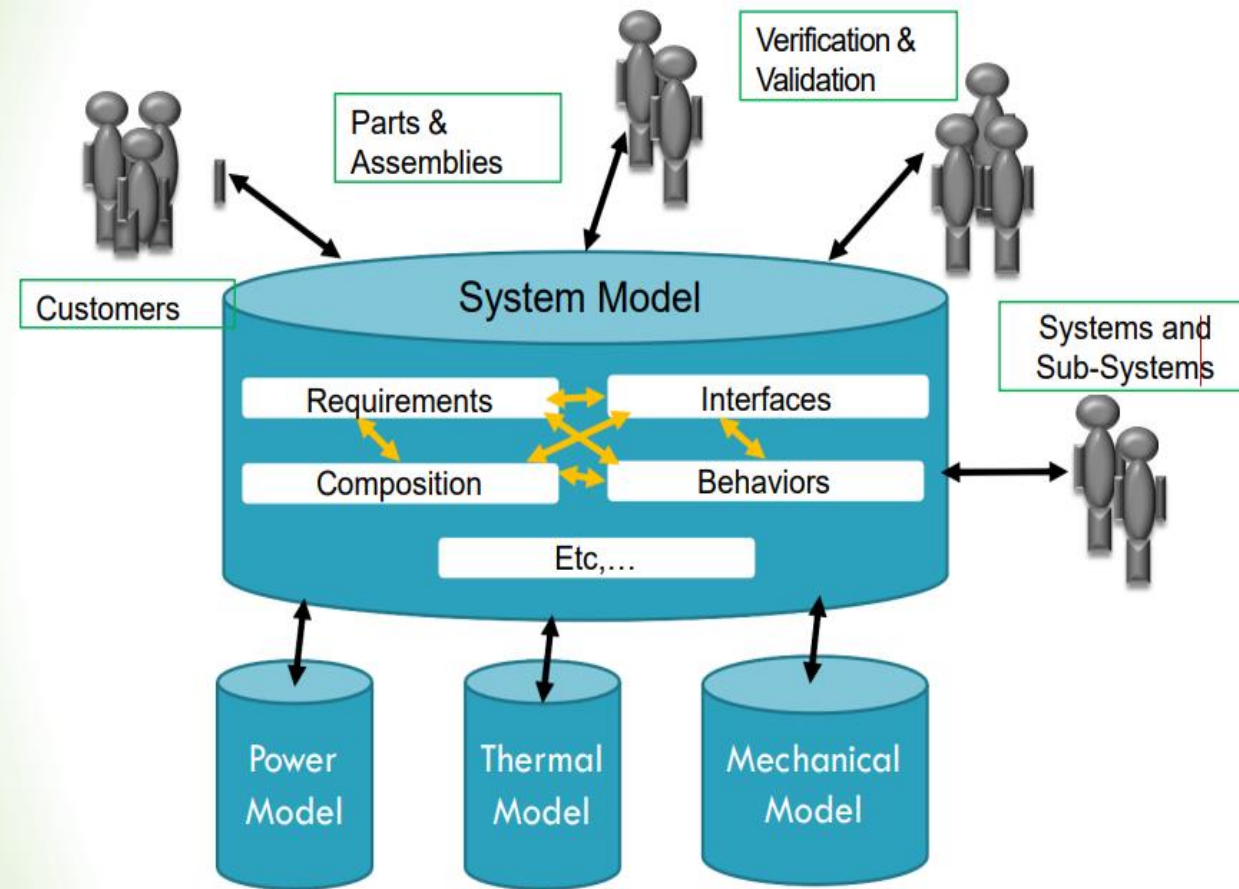 Verification &
Validation
Parts &
Assemblies
Customers
System Model
Systems and
Sub-Systems
Requirements
Interfaces
Composition
Behaviors
Etc,...
Power
Model
Thermal
Model
Mechanical
Model